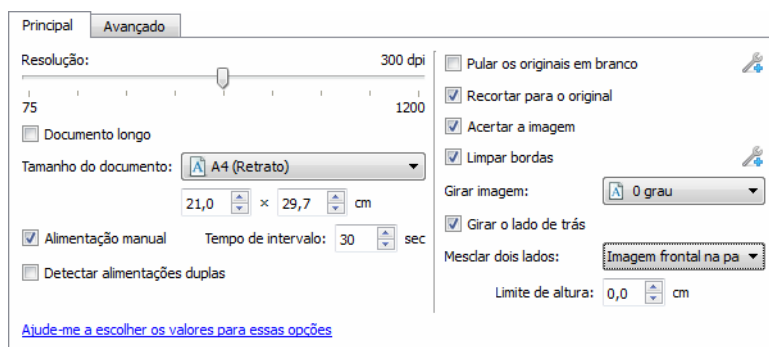 Principal
Avançado
Resolução: 300 dpi
75 1200
Documento longo
Tamanho do documento: A4 (Retrato)
21,0 × 29,7 cm
Alimentação manual Tempo de intervalo: 30 sec
Detectar alimentações duplas
Ajude-me a escolher os valores para essas opções
Pular os originais em branco
Recortar para o original
Acertar a imagem
Limpar bordas
Girar imagem: 0 grau
Girar o lado de trás
Mesclar dois lados: Imagem frontal na pa
Limite de altura: 0,0 cm